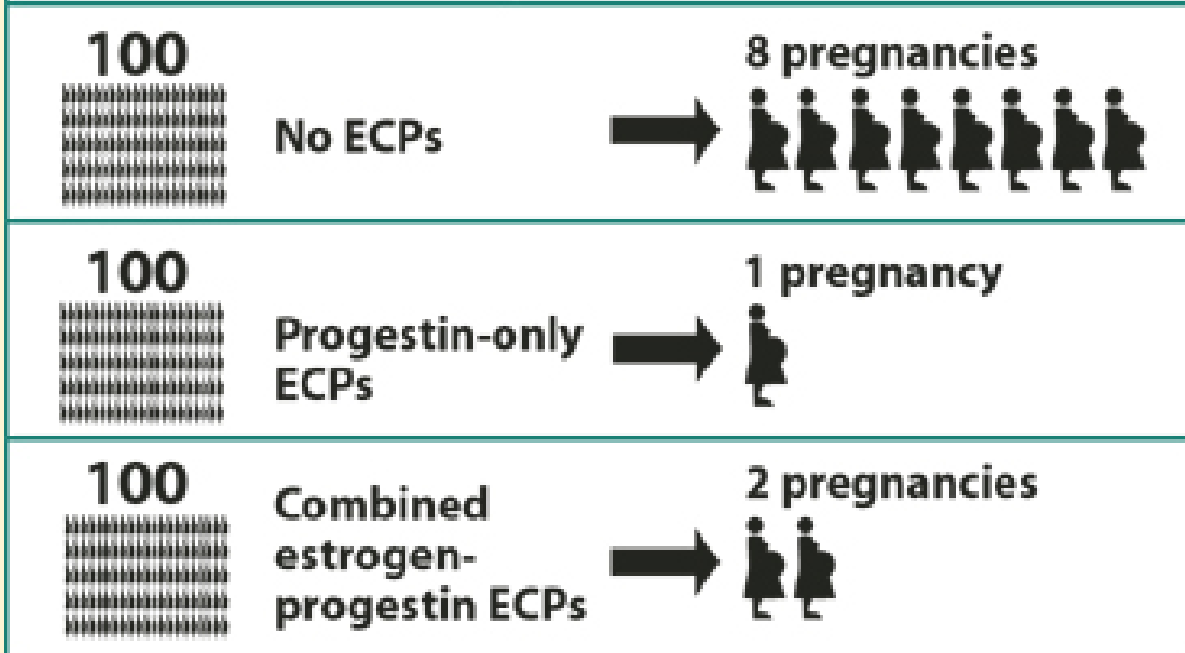 100
8 pregnancies
No ECPs
100
1 pregnancy
Progestin-only
ECPs
100
2 pregnancies
Combined
estrogen-
progestin ECPs